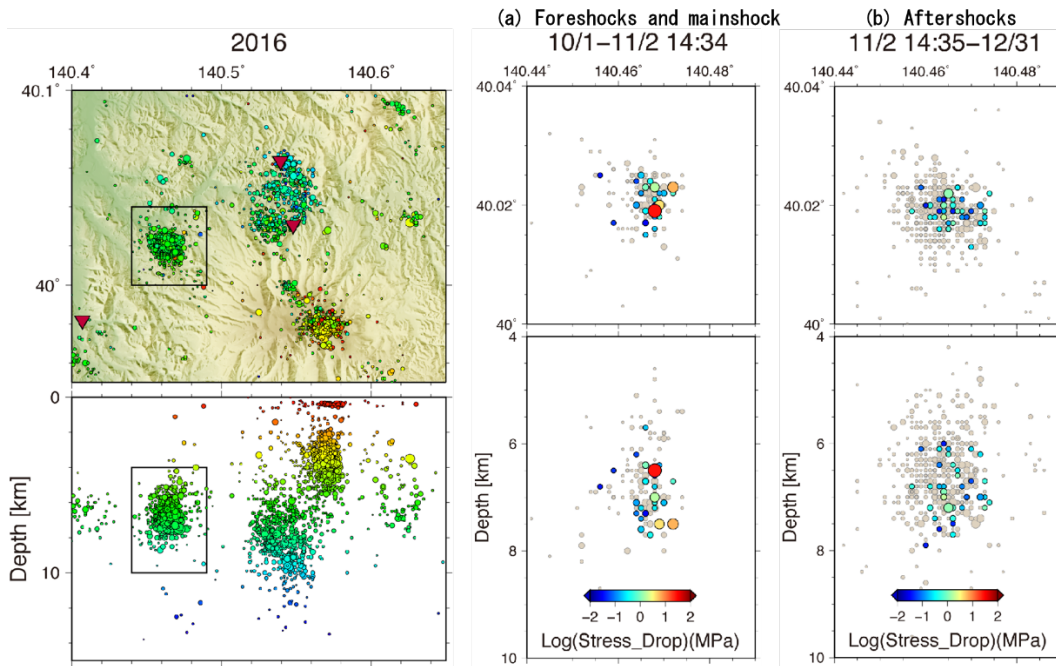 2016
140.4° 140.5° 140.6°
40.1°
40°
0
10
Depth [km]
(a) Foreshocks and mainshock
10/1−11/2 14:34
140.44 140.46 140.48
40.04°
40.02°
40°
4
6
8
10
Depth [km]
−2 −1 0 1 2
Log(Stress_Drop)(MPa)
(b) Aftershocks
11/2 14:35−12/31
140.44 140.46 140.48
40.04°
40.02°
40°
4
6
8
10
Depth [km]
−2 −1 0 1 2
Log(Stress_Drop)(MPa)